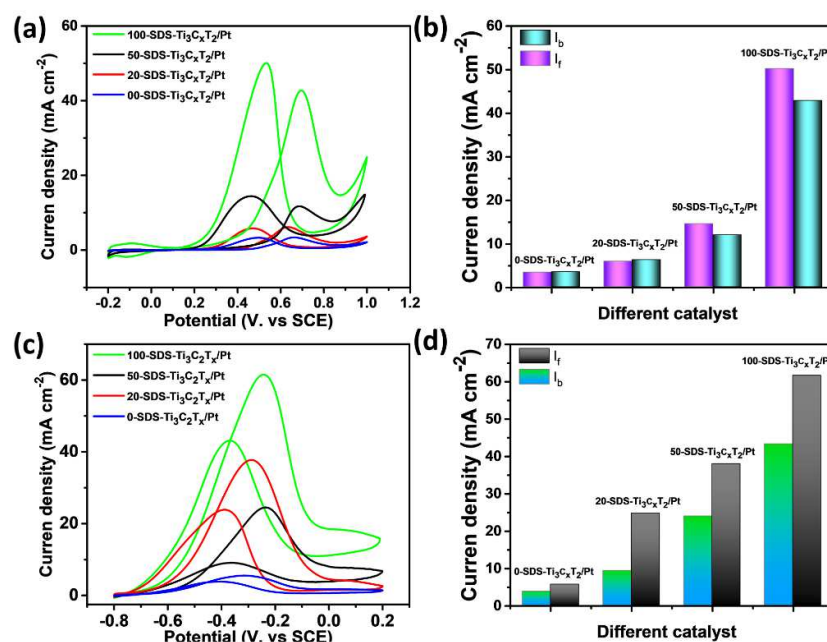 (a)
100-SDS-Ti₃CₓT₂/Pt
50-SDS-Ti₃CₓT₂/Pt
20-SDS-Ti₃CₓT₂/Pt
00-SDS-Ti₃CₓT₂/Pt
Curren density (mA cm⁻²)
60
40
20
0
-0.2 0.0 0.2 0.4 0.6 0.8 1.0 1.2
Potential (V. vs SCE)
(b)
I_b
I_f
100-SDS-Ti₃CₓT₂/P
50-SDS-Ti₃CₓT₂/Pt
20-SDS-Ti₃CₓT₂/Pt
0-SDS-Ti₃CₓT₂/Pt
Curren density (mA cm⁻²)
60
50
40
30
20
10
0
Different catalyst
(c)
100-SDS-Ti₃C₂Tₓ/Pt
50-SDS-Ti₃C₂Tₓ/Pt
20-SDS-Ti₃C₂Tₓ/Pt
0-SDS-Ti₃C₂Tₓ/Pt
Curren density (mA cm⁻²)
60
40
20
0
-0.8 -0.6 -0.4 -0.2 0.0 0.2
Potential (V. vs SCE)
(d)
I_f
I_b
100-SDS-Ti₃CₓT₂/P
50-SDS-Ti₃CₓT₂/Pt
20-SDS-Ti₃CₓT₂/Pt
0-SDS-Ti₃CₓT₂/Pt
Curren density (mA cm⁻²)
70
60
50
40
30
20
10
0
Different catalyst